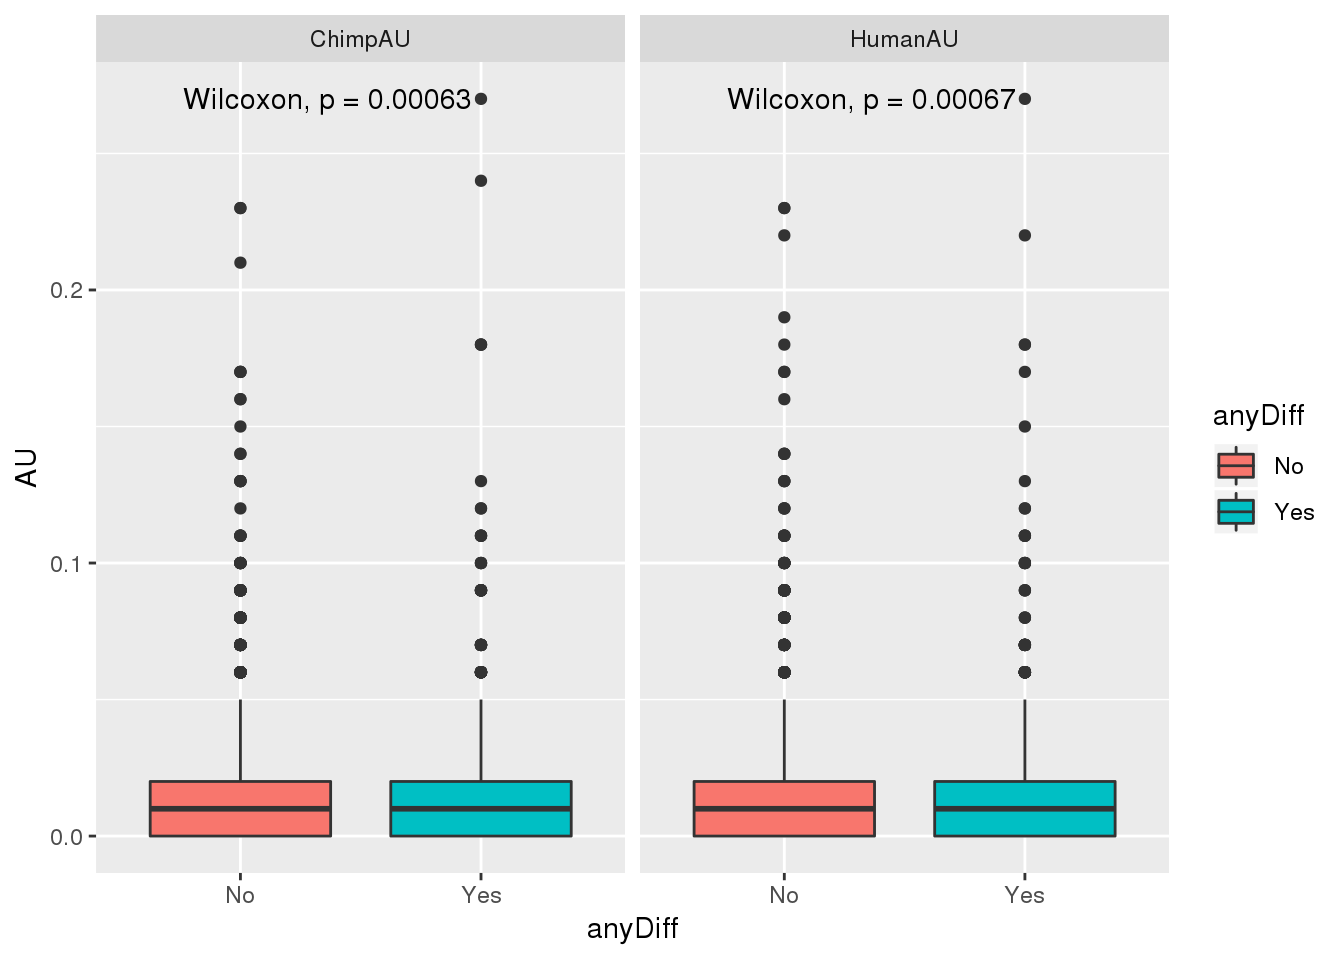 ChimpAU
HumanAU
Wilcoxon, p = 0.00063
Wilcoxon, p = 0.00067
AU
0.2
0.1
0.0
No
Yes
No
Yes
anyDiff
anyDiff
No
Yes